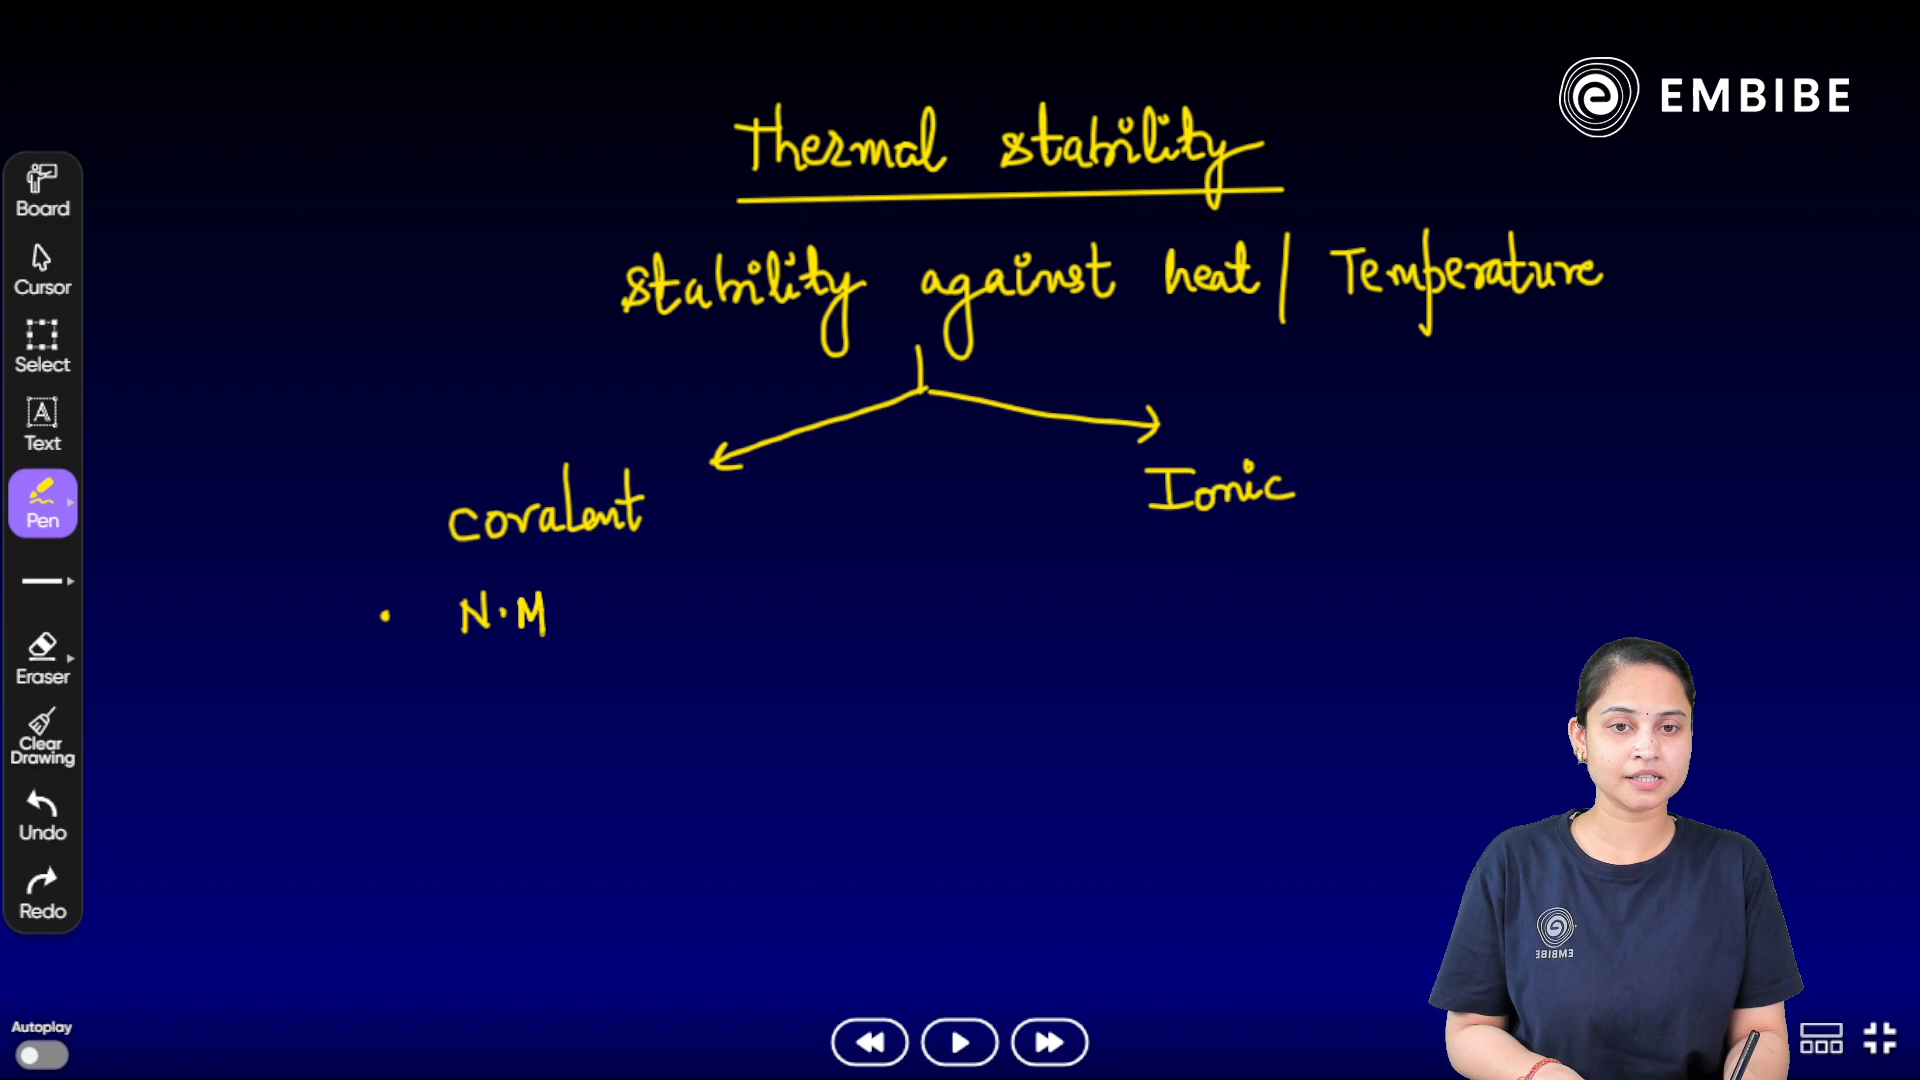 EMBIBE
Thermal stability
stability against heat / Temperature
covalent
Ionic
• N.M
Board
Cursor
Select
Text
Pen
Eraser
Clear
Drawing
Undo
Redo
Autoplay
EMBIBE